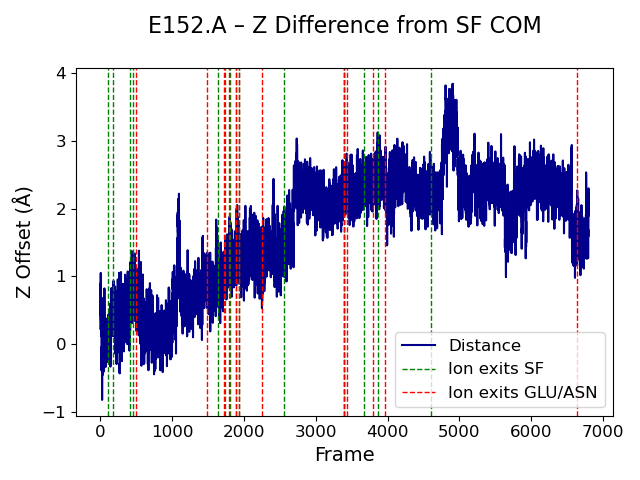 E152.A – Z Difference from SF COM
Z Offset (Å)
4
3
2
1
0
−1
0 1000 2000 3000 4000 5000 6000 7000
Frame
Distance
Ion exits SF
Ion exits GLU/ASN